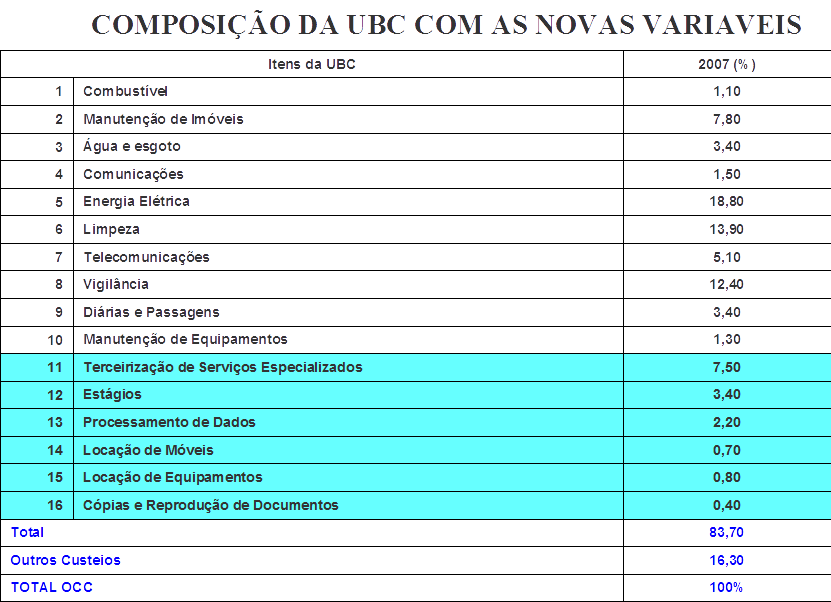 COMPOSIÇÃO DA UBC COM AS NOVAS VARIAVEIS
Itens da UBC 2007 (%)
1 Combustível 1,10
2 Manutenção de Imóveis 7,80
3 Água e esgoto 3,40
4 Comunicações 1,50
5 Energia Elétrica 18,80
6 Limpeza 13,90
7 Telecomunicações 5,10
8 Vigilância 12,40
9 Diárias e Passagens 3,40
10 Manutenção de Equipamentos 1,30
11 Terceirização de Serviços Especializados 7,50
12 Estágios 3,40
13 Processamento de Dados 2,20
14 Locação de Móveis 0,70
15 Locação de Equipamentos 0,80
16 Cópias e Reprodução de Documentos 0,40
Total 83,70
Outros Custeios 16,30
TOTAL OCC 100%